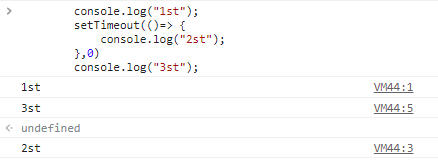 console.log("1st");
setTimeout(()=> {
console.log("2st");
},0)
console.log("3st");
1st VM44:1
3st VM44:5
undefined
2st VM44:3